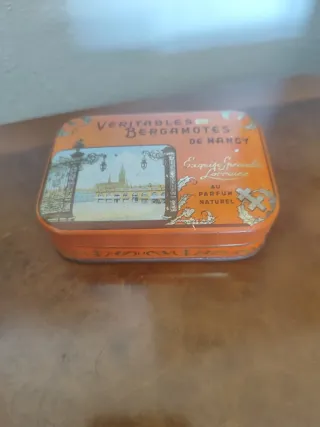 VERITABLES
BERGAMOTES
DE NANCY
Exquise Spécialité
Lorraine
AU
PARFUM
NATUREL